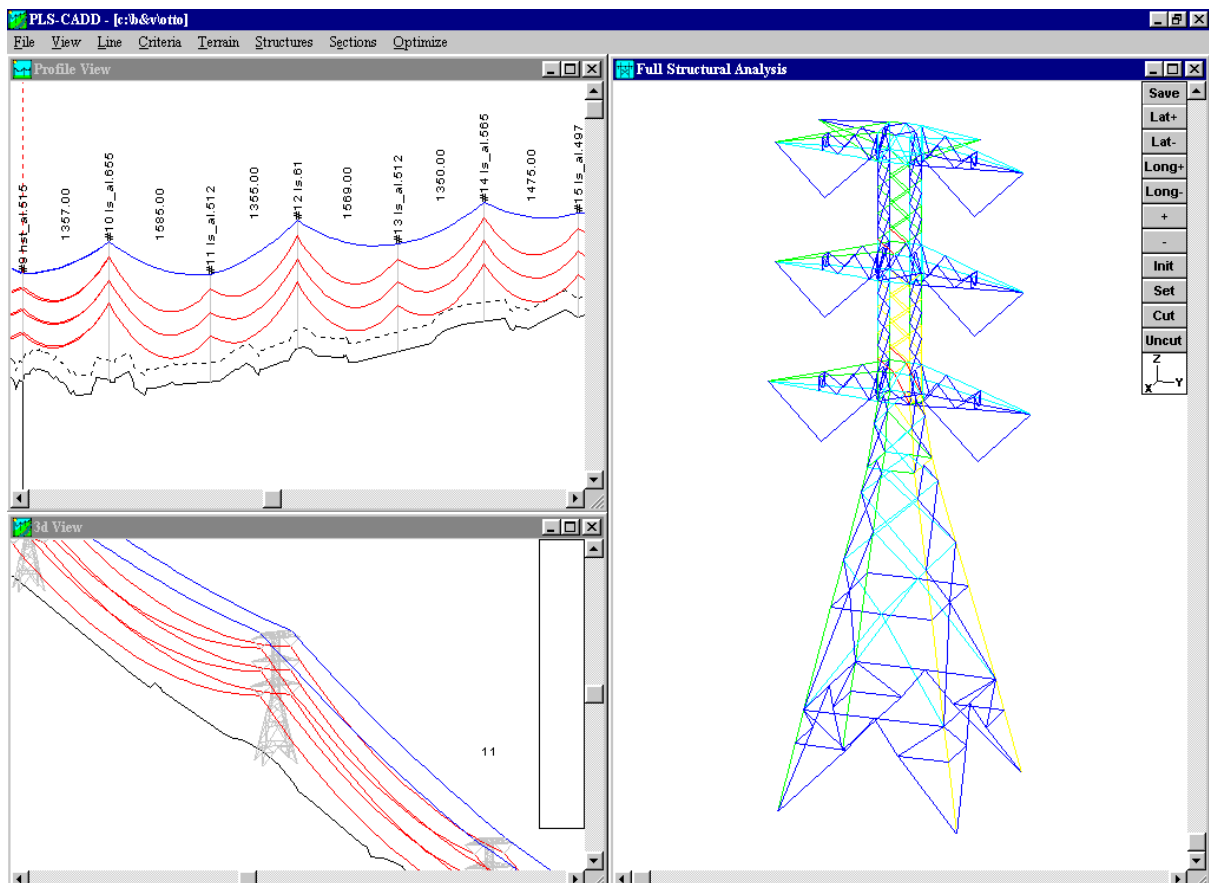 PLS-CADD - [c:\b&v\otto]
File View Line Criteria Terrain Structures Sections Optimize
Profile View
#9 hst_al.515
1357.00
#10 ls_al.655
1585.00
#11 ls_al.512
1355.00
#12 ls.61
1569.00
#13 ls_al.512
1350.00
#14 ls_al.565
1475.00
#15 ls_al.497
3d View
11
Full Structural Analysis
Save
Lat+
Lat-
Long+
Long-
+
-
Init
Set
Cut
Uncut
Z
X
Y